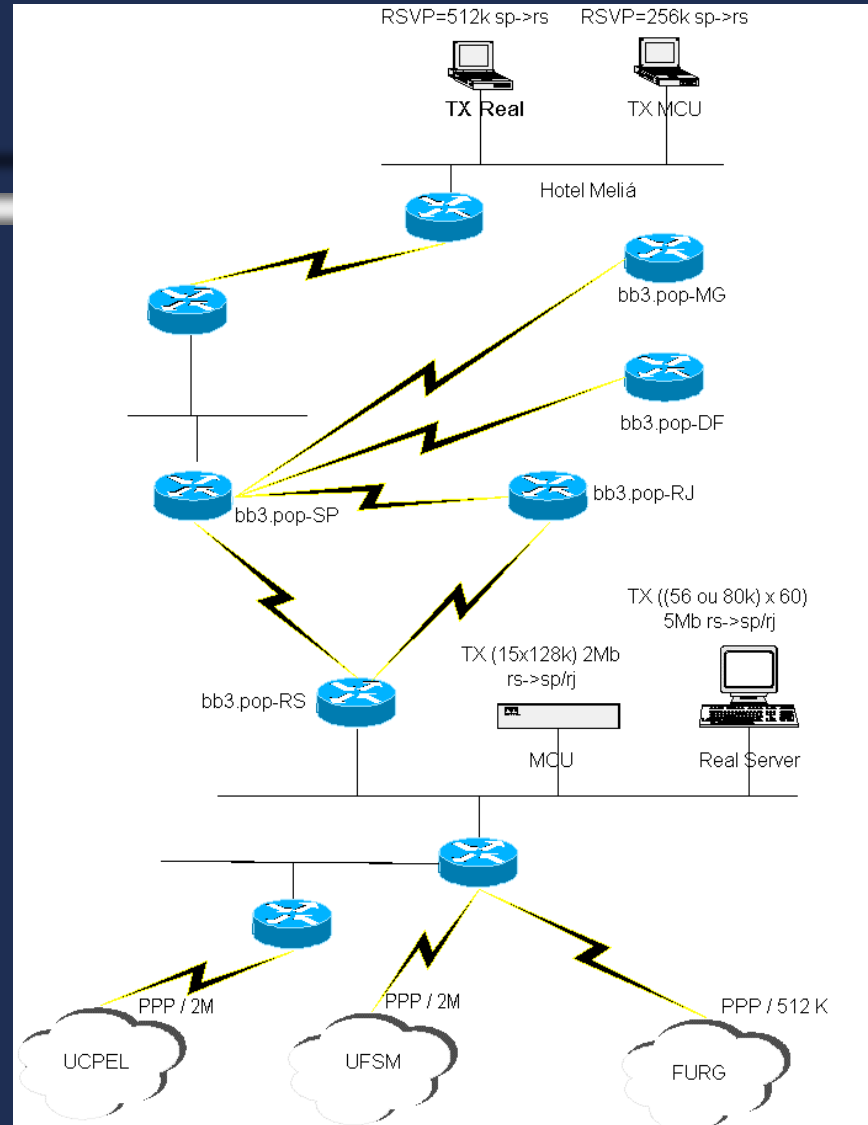 RSVP=512k sp->rs
RSVP=256k sp->rs
TX Real
TX MCU
Hotel Meliá
bb3.pop-MG
bb3.pop-DF
bb3.pop-SP
bb3.pop-RJ
TX ((56 ou 80k) x 60)
5Mb rs->sp/rj
TX (15x128k) 2Mb
rs->sp/rj
bb3.pop-RS
MCU
Real Server
PPP / 2M
PPP / 2M
PPP / 512 K
UCPEL
UFSM
FURG